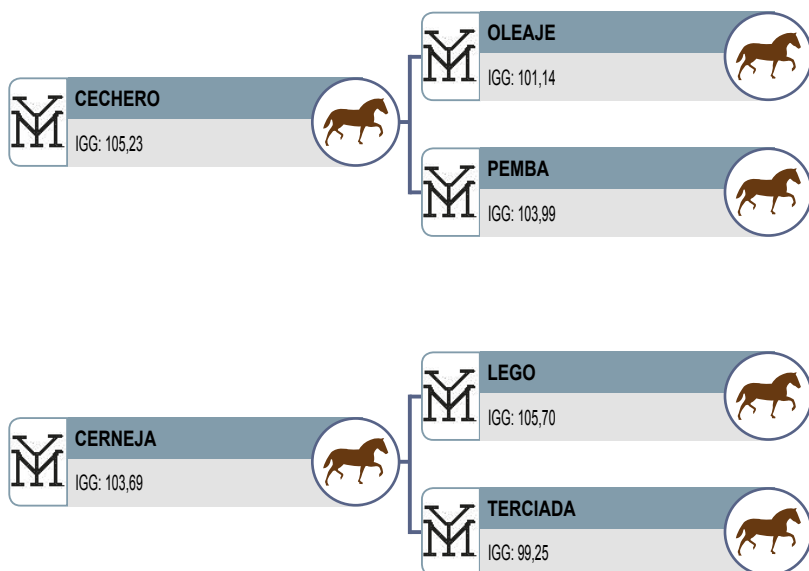 OLEAJE
IGG: 101,14
CECHERO
IGG: 105,23
PEMBA
IGG: 103,99
LEGO
IGG: 105,70
CERNEJA
IGG: 103,69
TERCIADA
IGG: 99,25